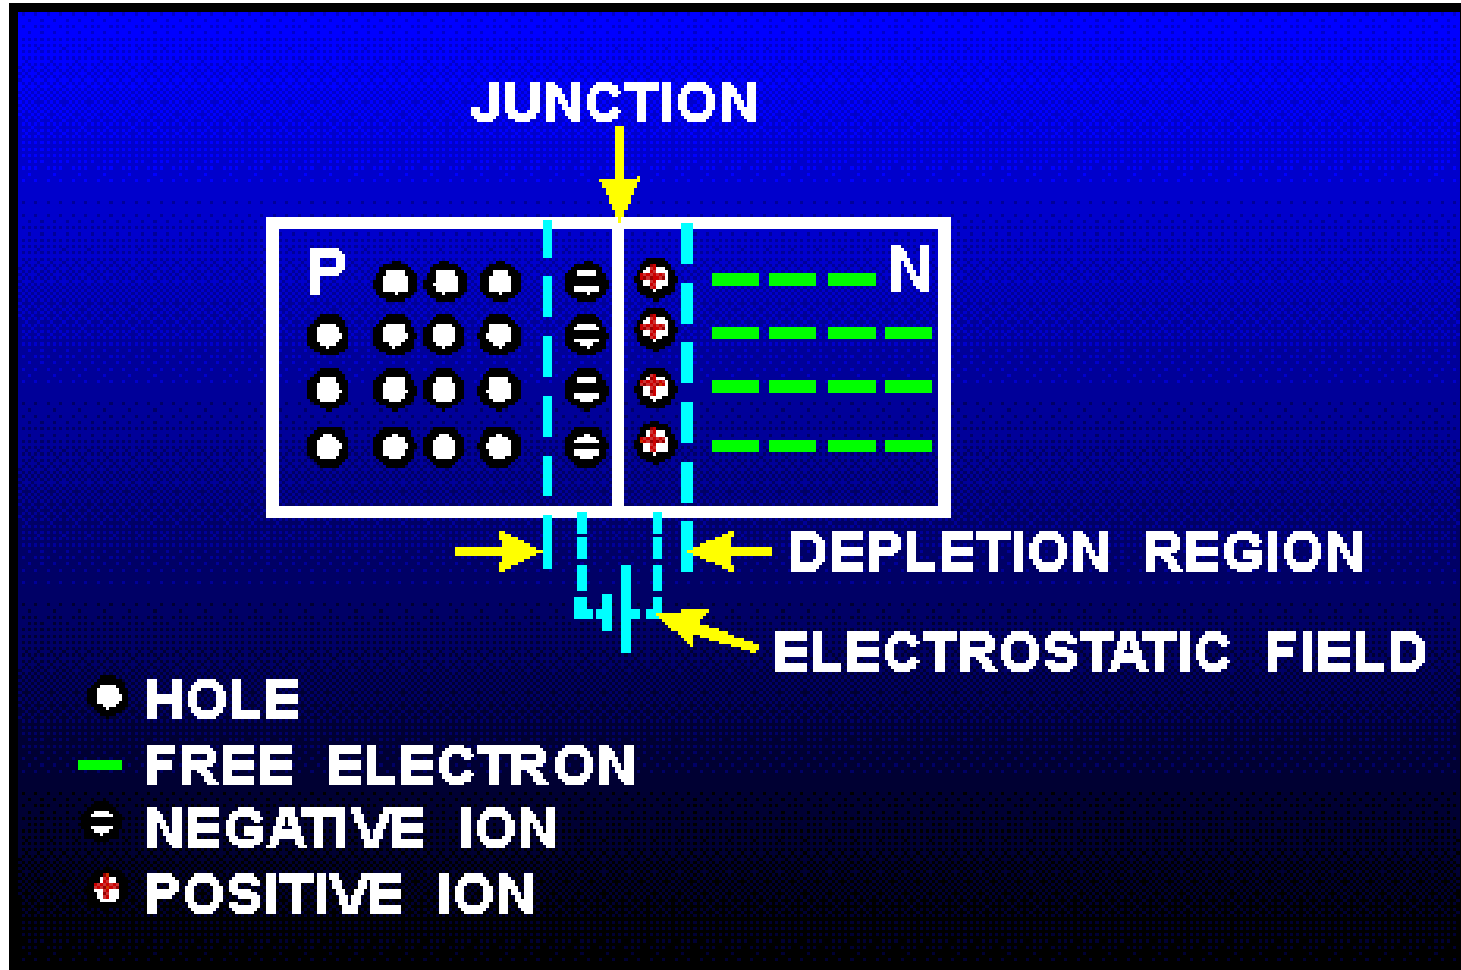 JUNCTION
P N
DEPLETION REGION
ELECTROSTATIC FIELD
HOLE
FREE ELECTRON
NEGATIVE ION
POSITIVE ION